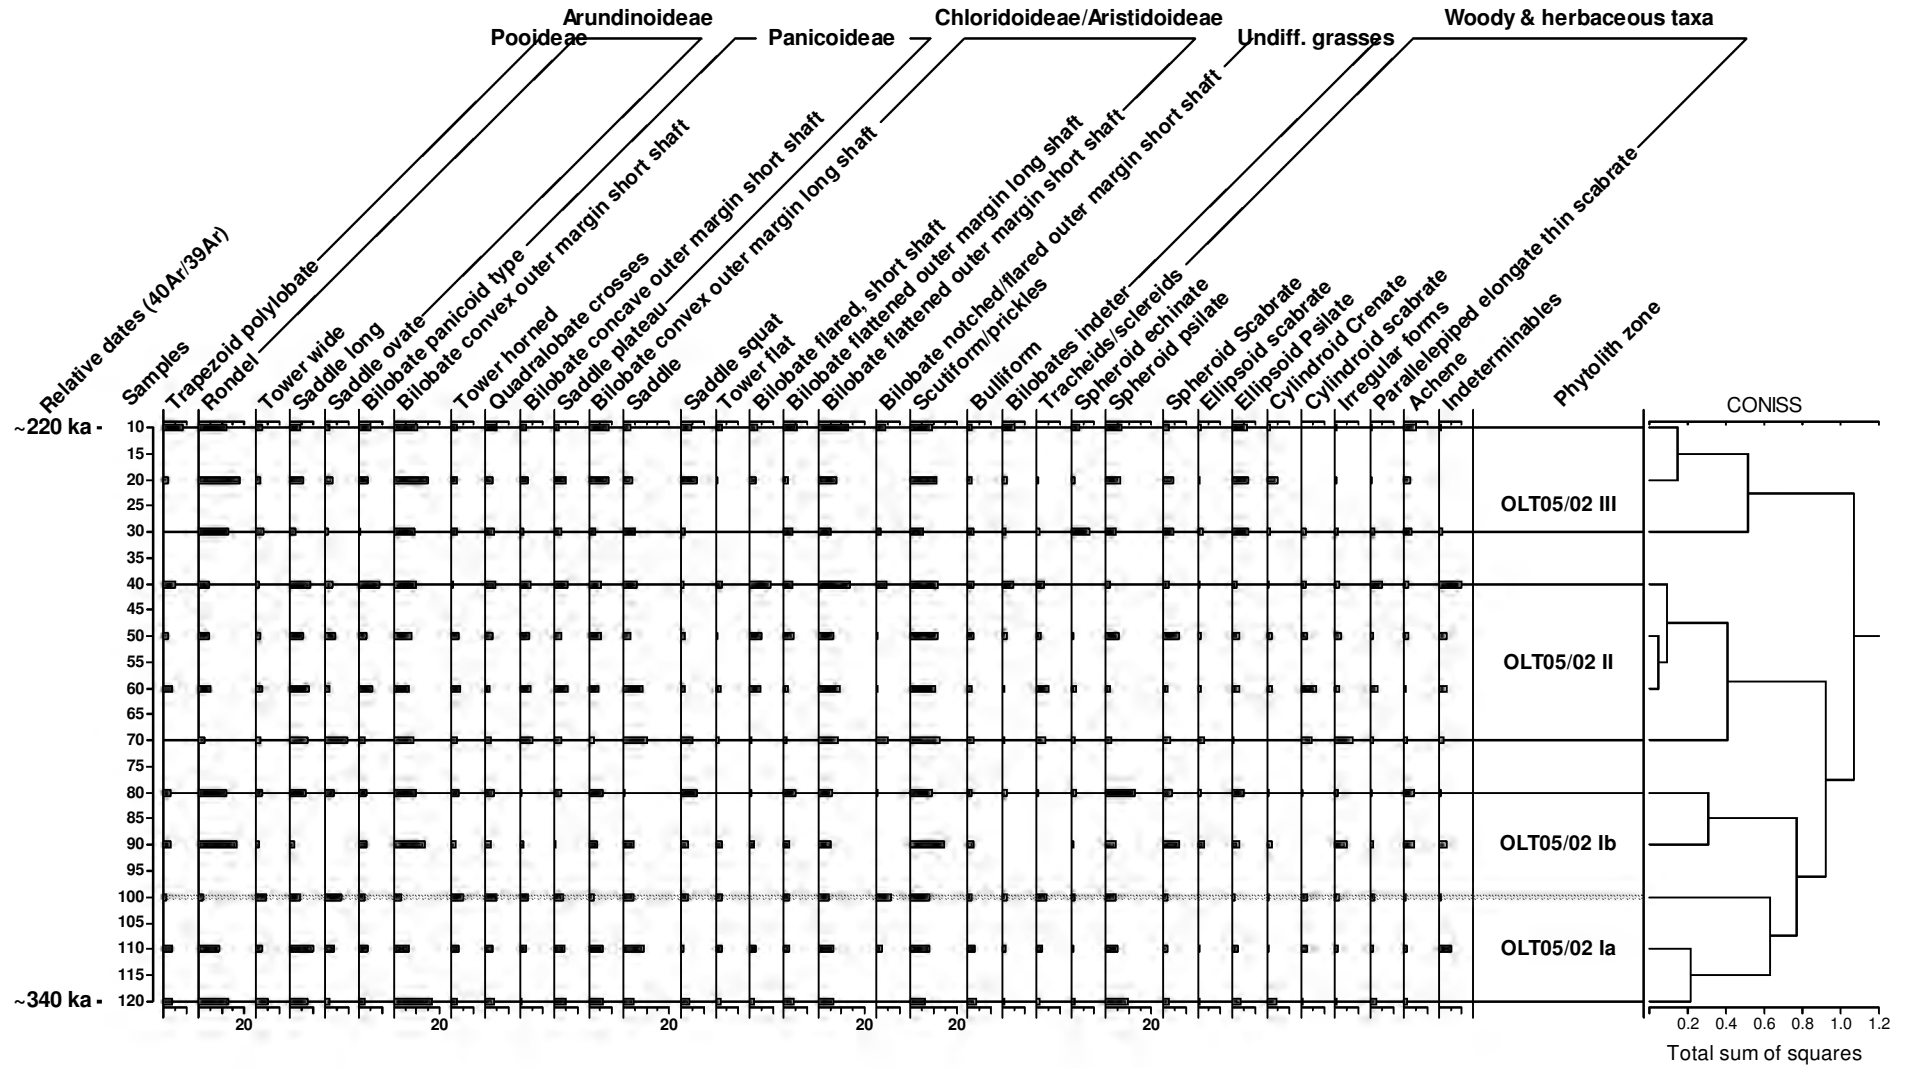 Arundinoideae
Chloridoideae/Aristidoideae
Woody & herbaceous taxa
Pooideae
Panicoideae
Undiff. grasses
Relative dates (40Ar/39Ar)
Samples
Trapezoid polylobate
Rondel
Tower wide
Saddle long
Saddle ovate
Bilobate panicoid type
Bilobate convex outer margin short shaft
Tower horned
Quadralobate crosses
Bilobate concave outer margin short shaft
Saddle plateau
Bilobate convex outer margin long shaft
Saddle
Saddle squat
Tower flat
Bilobate flared, short shaft
Bilobate flattened outer margin long shaft
Bilobate flattened outer margin short shaft
Bilobate notched/flared outer margin short shaft
Scutiform/prickles
Bulliform
Bilobates indeter
Tracheids/sclereids
Spheroid echinate
Spheroid psilate
Spheroid Scabrate
Ellipsoid scabrate
Ellipsoid Psilate
Cylindroid Crenate
Cylindroid scabrate
Irregular forms
Parallelepiped elongate thin scabrate
Achene
Indeterminables
Phytolith zone
CONISS
~220 ka -
10
15
20
25
30
35
40
45
50
55
60
65
70
75
80
85
90
95
100
105
110
115
~340 ka -
120
OLT05/02 III
OLT05/02 II
OLT05/02 Ib
OLT05/02 Ia
20
20
20
20
20
20
0.2
0.4
0.6
0.8
1.0
1.2
Total sum of squares